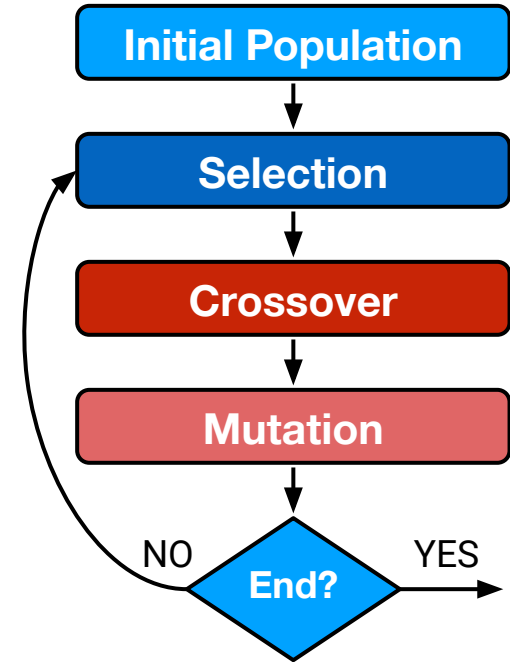 Initial Population
Selection
Crossover
Mutation
NO
YES
End?